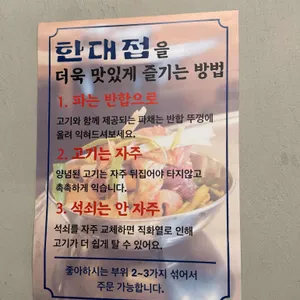 한대점을
더욱 맛있게 즐기는 방법
1. 파는 반합으로
고기와 함께 제공되는 파채는 반합 뚜껑에
올려 익혀드셔보세요.
2. 고기는 자주
양념된 고기는 자주 뒤집어야 타지않고
촉촉하게 익습니다.
3. 석쇠는 안 자주
석쇠를 자주 교체하면 직화열로 인해
고기가 더 쉽게 탈 수 있어요.
좋아하시는 부위 2~3가지 섞어서
주문 가능합니다.